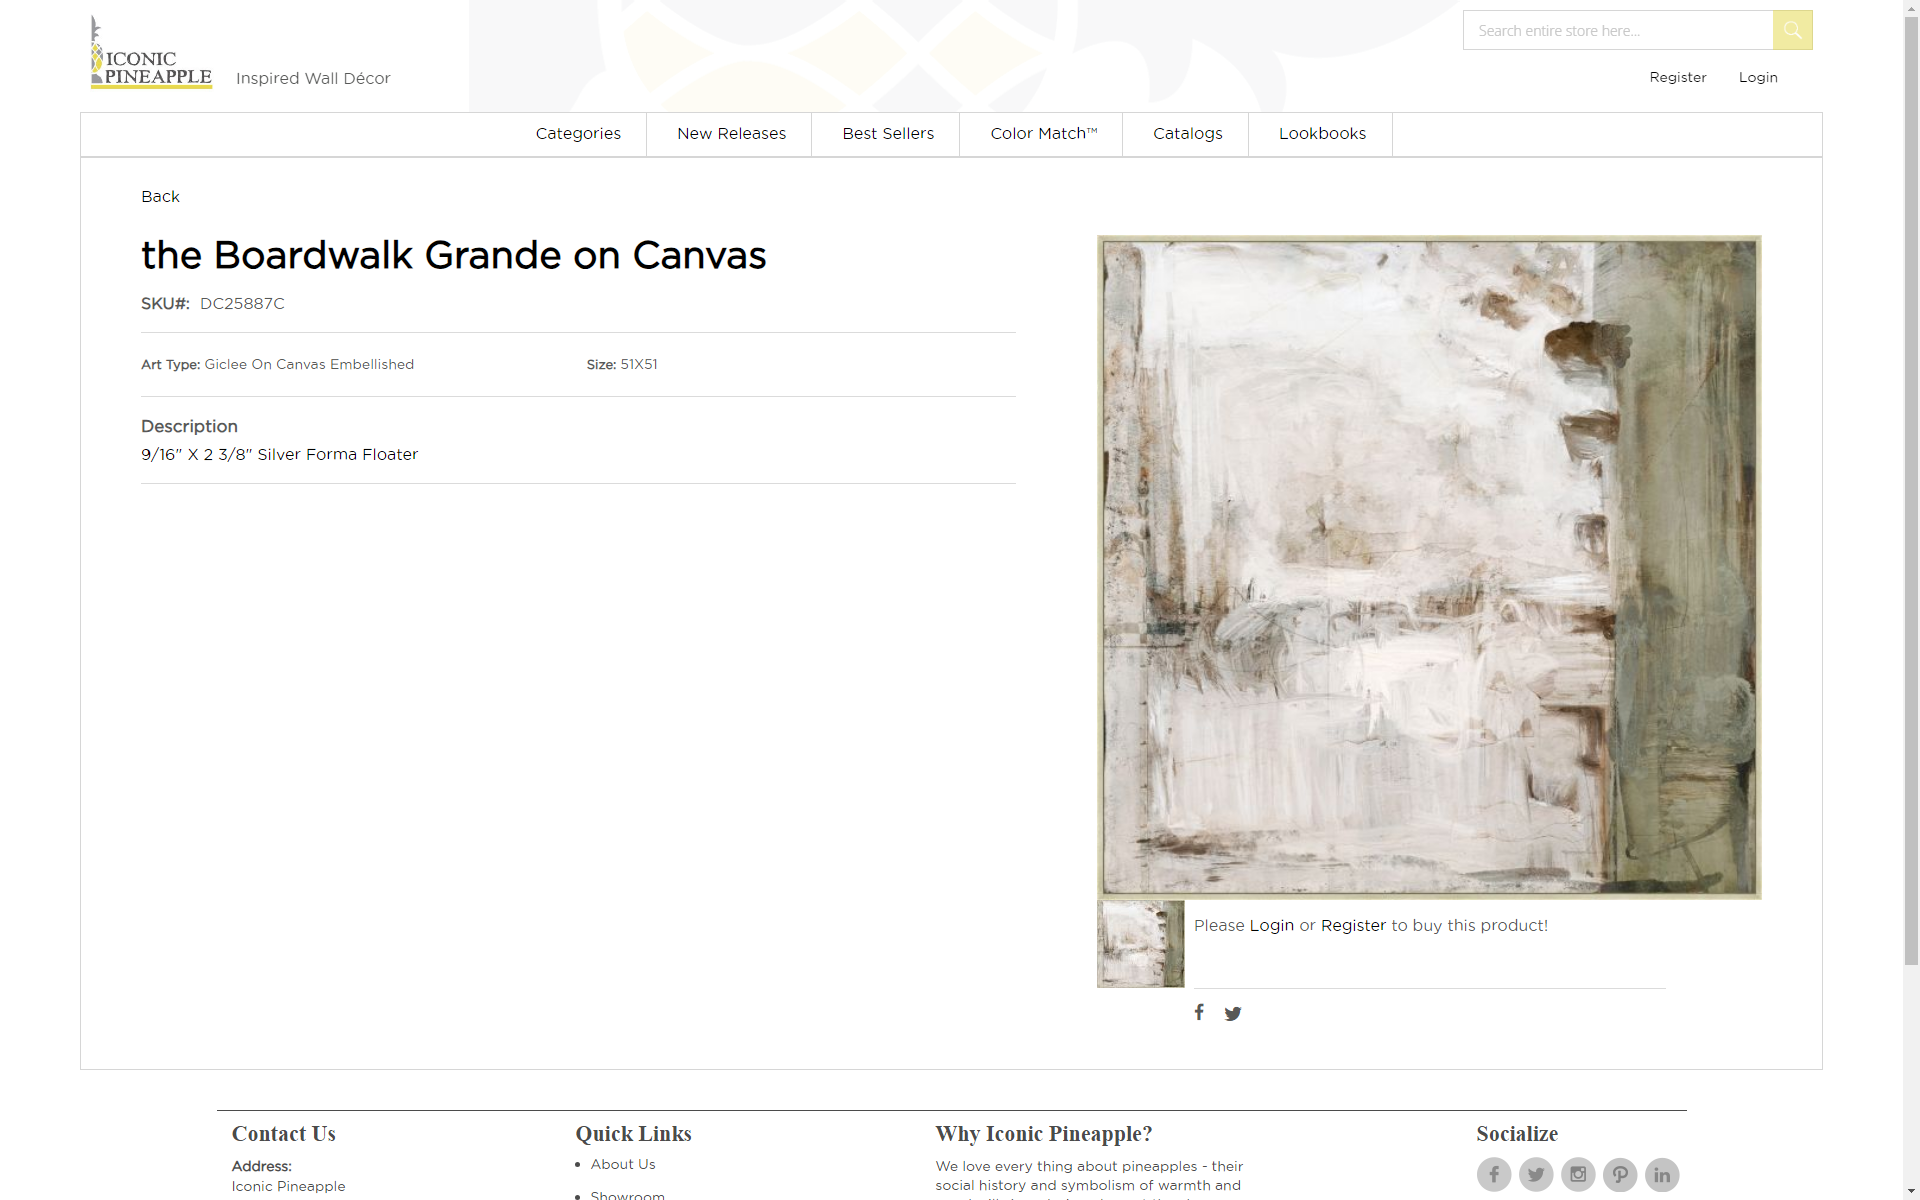 ICONIC
PINEAPPLE
Inspired Wall Décor
Search entire store here...
Register
Login
Categories
New Releases
Best Sellers
Color Match™
Catalogs
Lookbooks
Back
the Boardwalk Grande on Canvas
SKU#: DC25887C
Art Type: Giclee On Canvas Embellished
Size: 51X51
Description
9/16" X 2 3/8" Silver Forma Floater
Please Login or Register to buy this product!
Contact Us
Address:
Iconic Pineapple
Quick Links
About Us
Showroom
Why Iconic Pineapple?
We love every thing about pineapples - their
social history and symbolism of warmth and
Socialize